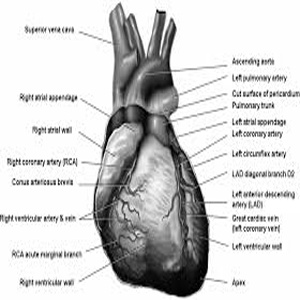 Superior vena cava
Right atrial appendage
Right atrial wall
Right coronary artery (RCA)
Conus arteriosus brevis
Right ventricular artery & vein
RCA acute marginal branch
Right ventricular wall
Ascending aorta
Left pulmonary artery
Cut surface of pericardium
Pulmonary trunk
Left atrial appendage
Left coronary artery
Left circumflex artery
LAD diagonal branch D2
Left anterior descending
artery (LAD)
Great cardiac vein
(left coronary vein)
Left ventricular wall
Apex